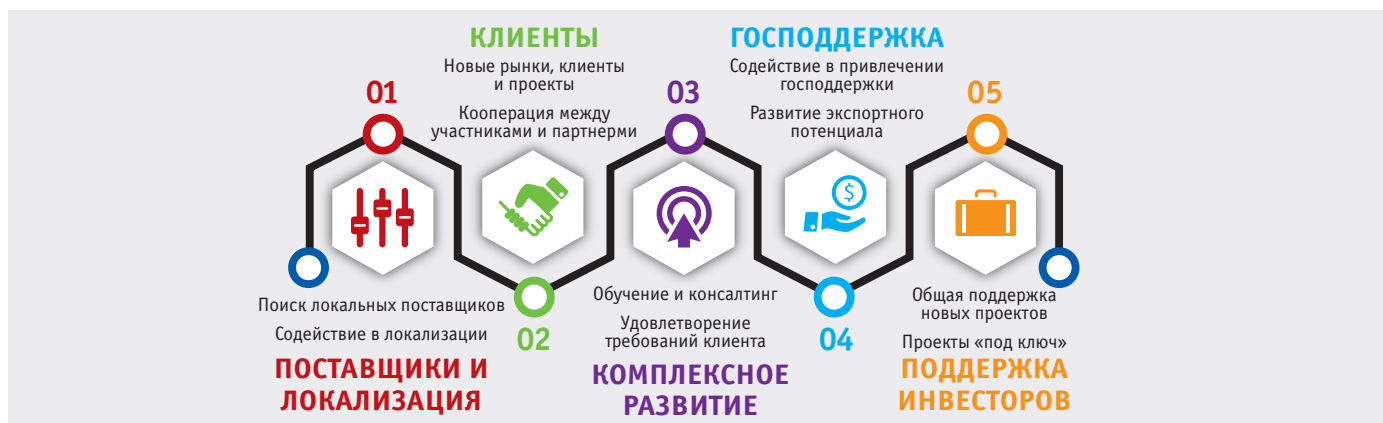 01
Поиск локальных поставщиков
Содействие в локализации
ПОСТАВЩИКИ И
ЛОКАЛИЗАЦИЯ
КЛИЕНТЫ
Новые рынки, клиенты
и проекты
Кооперация между
участниками и партнерми
02
03
Обучение и консалтинг
Удовлетворение
требований клиента
КОМПЛЕКСНОЕ
РАЗВИТИЕ
ГОСПОДДЕРЖКА
Содействие в привлечении
господдержки
Развитие экспортного
потенциала
$
04
05
Общая поддержка
новых проектов
Проекты «под ключ»
ПОДДЕРЖКА
ИНВЕСТОРОВ